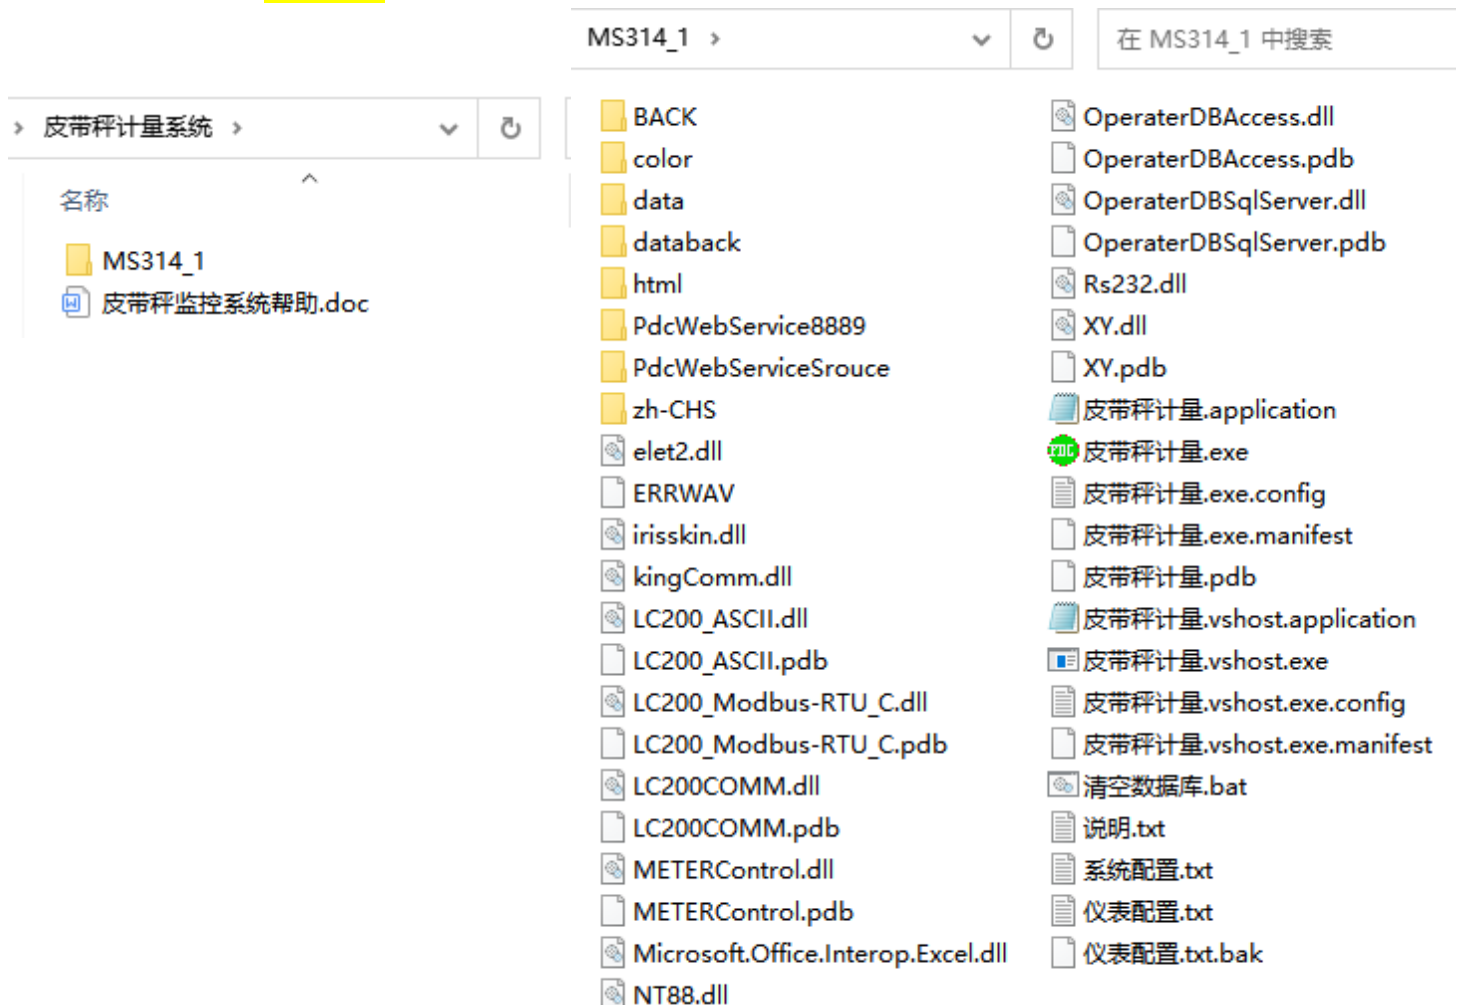 皮带秤计量系统
名称
MS314_1
皮带秤监控系统帮助.doc
MS314_1
在 MS314_1 中搜索
BACK
color
data
databack
html
PdcWebService8889
PdcWebServiceSrouce
zh-CHS
elet2.dll
ERRWAV
irisskin.dll
kingComm.dll
LC200_ASCII.dll
LC200_ASCII.pdb
LC200_Modbus-RTU_C.dll
LC200_Modbus-RTU_C.pdb
LC200COMM.dll
LC200COMM.pdb
METERControl.dll
METERControl.pdb
Microsoft.Office.Interop.Excel.dll
NT88.dll
OperaterDBAccess.dll
OperaterDBAccess.pdb
OperaterDBSqlServer.dll
OperaterDBSqlServer.pdb
Rs232.dll
XY.dll
XY.pdb
皮带秤计量.application
皮带秤计量.exe
皮带秤计量.exe.config
皮带秤计量.exe.manifest
皮带秤计量.pdb
皮带秤计量.vshost.application
皮带秤计量.vshost.exe
皮带秤计量.vshost.exe.config
皮带秤计量.vshost.exe.manifest
清空数据库.bat
说明.txt
系统配置.txt
仪表配置.txt
仪表配置.txt.bak